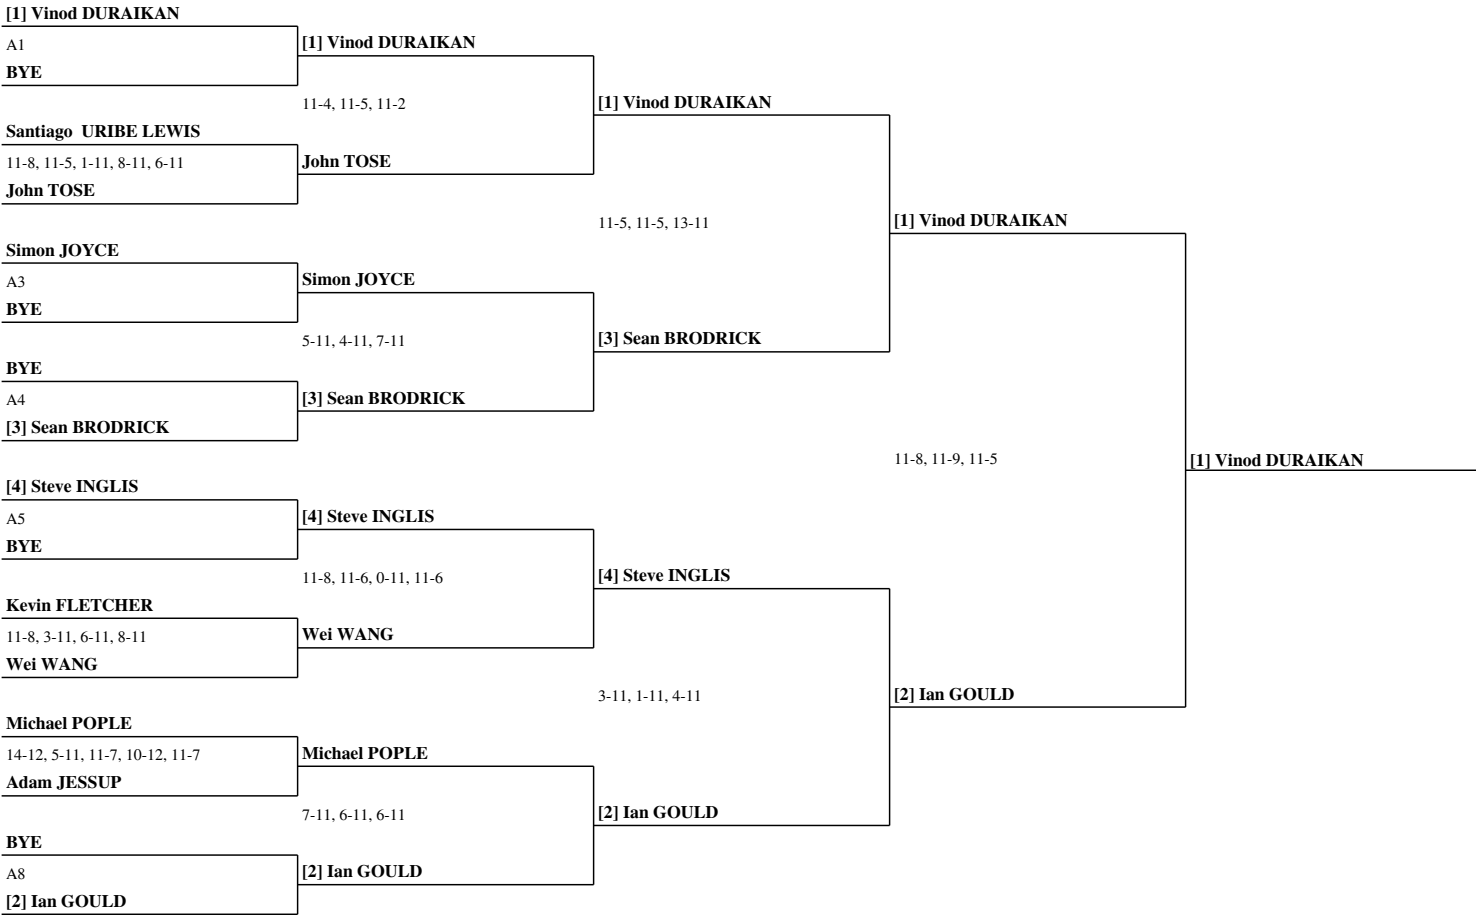 [1] Vinod DURAIKAN
A1
BYE
Santiago  URIBE LEWIS
11-8, 11-5, 1-11, 8-11, 6-11
John TOSE
Simon JOYCE
A3
BYE
BYE
A4
[3] Sean BRODRICK
[4] Steve INGLIS
A5
BYE
Kevin FLETCHER
11-8, 3-11, 6-11, 8-11
Wei WANG
Michael POPLE
14-12, 5-11, 11-7, 10-12, 11-7
Adam JESSUP
BYE
A8
[2] Ian GOULD
[1] Vinod DURAIKAN
11-4, 11-5, 11-2
John TOSE
Simon JOYCE
5-11, 4-11, 7-11
[3] Sean BRODRICK
[4] Steve INGLIS
11-8, 11-6, 0-11, 11-6
Wei WANG
Michael POPLE
7-11, 6-11, 6-11
[2] Ian GOULD
[1] Vinod DURAIKAN
11-5, 11-5, 13-11
[3] Sean BRODRICK
[4] Steve INGLIS
3-11, 1-11, 4-11
[2] Ian GOULD
[1] Vinod DURAIKAN
11-8, 11-9, 11-5
[2] Ian GOULD
[1] Vinod DURAIKAN